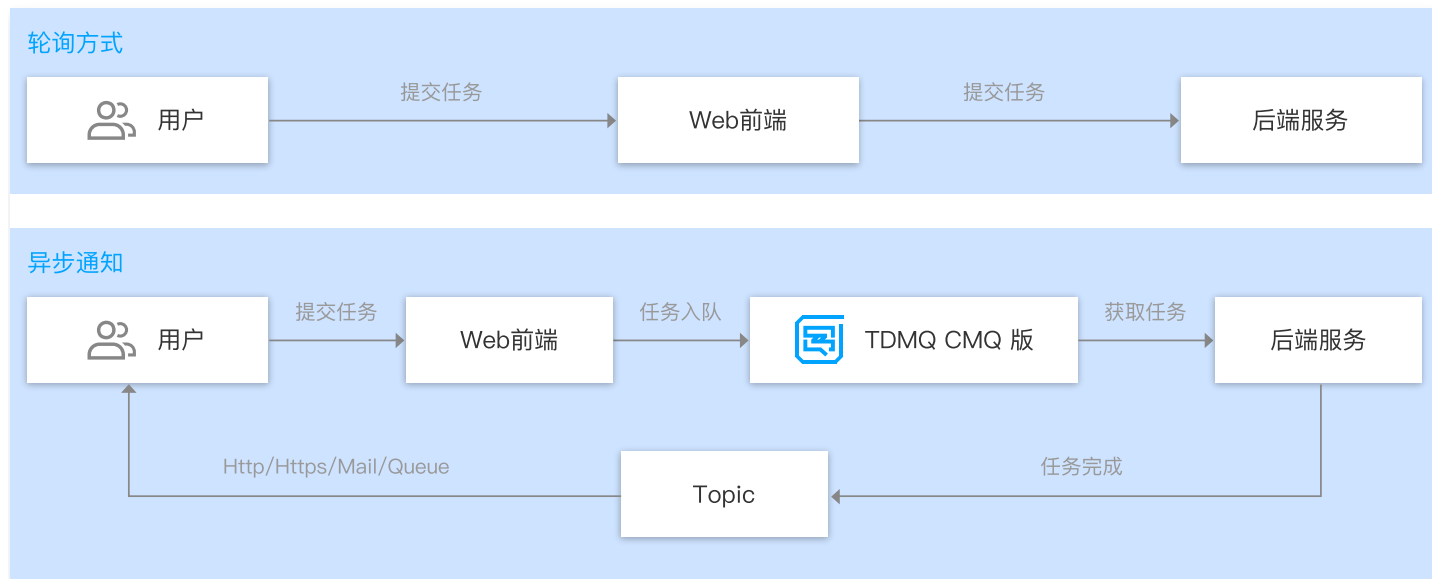 轮询方式
提交任务
提交任务
用户
Web前端
后端服务
异步通知
提交任务
任务入队
获取任务
用户
Web前端
TDMQ CMQ 版
后端服务
Http/Https/Mail/Queue
任务完成
Topic